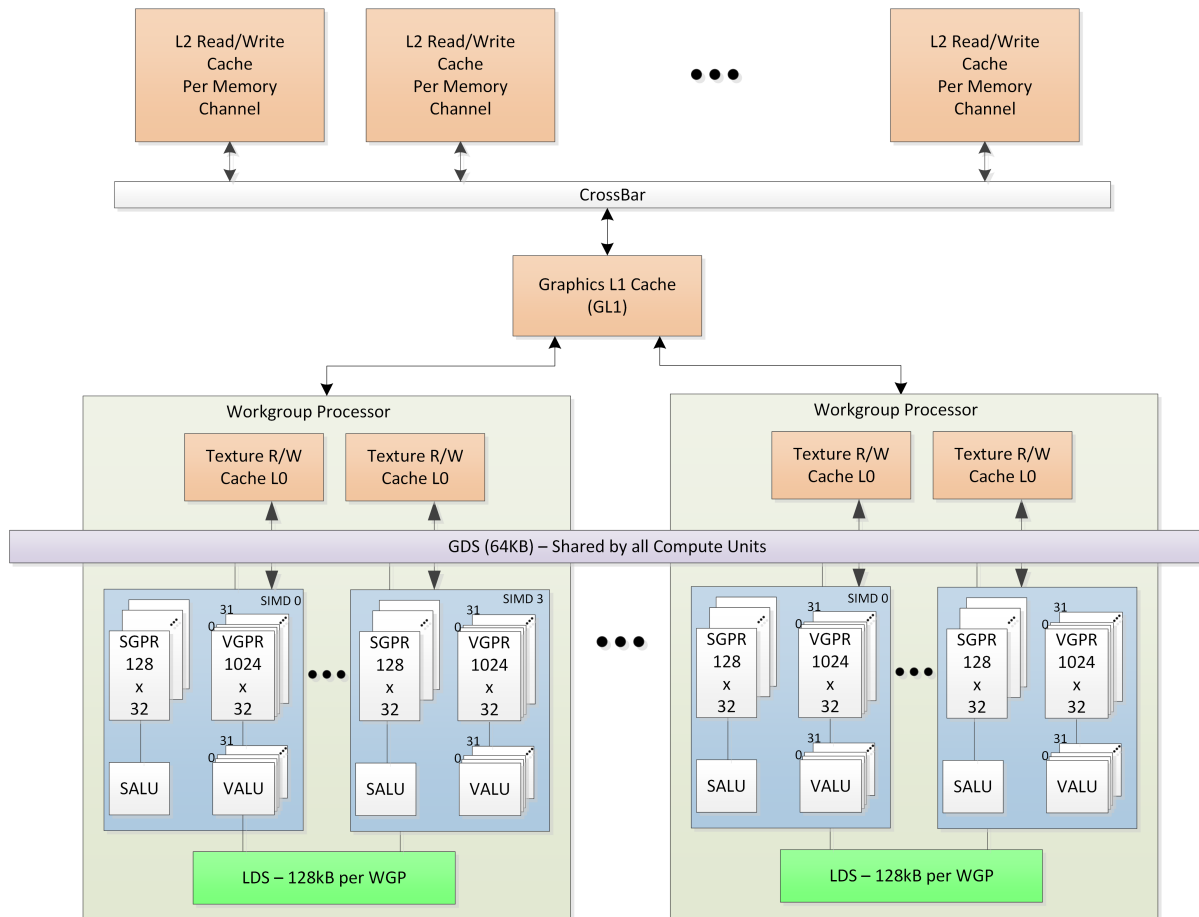 L2 Read/Write
Cache
Per Memory
Channel
L2 Read/Write
Cache
Per Memory
Channel
L2 Read/Write
Cache
Per Memory
Channel
CrossBar
Graphics L1 Cache
(GL1)
Workgroup Processor
Texture R/W
Cache L0
Texture R/W
Cache L0
Workgroup Processor
Texture R/W
Cache L0
Texture R/W
Cache L0
GDS (64KB) – Shared by all Compute Units
SIMD 0
SGPR
128
x
32
31
0
VGPR
1024
x
32
SALU
31
0
VALU
SIMD 3
SGPR
128
x
32
31
0
VGPR
1024
x
32
SALU
31
0
VALU
LDS – 128kB per WGP
SIMD 0
SGPR
128
x
32
31
0
VGPR
1024
x
32
SALU
31
0
VALU
SGPR
128
x
32
31
0
VGPR
1024
x
32
SALU
31
0
VALU
LDS – 128kB per WGP